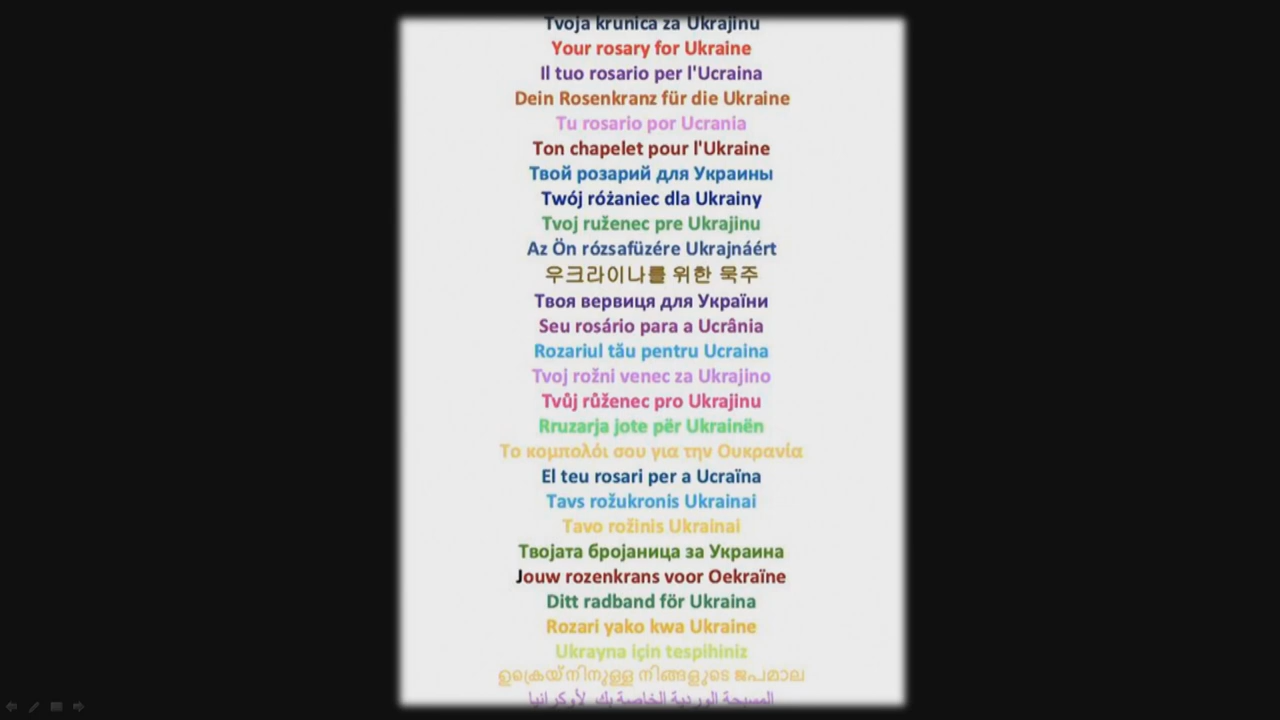 Tvoja krunica za Ukrajinu
Your rosary for Ukraine
Il tuo rosario per l'Ucraina
Dein Rosenkranz für die Ukraine
Tu rosario por Ucrania
Ton chapelet pour l'Ukraine
Твой розарий для Украины
Twój różaniec dla Ukrainy
Tvoj ruženec pre Ukrajinu
Az Ön rózsafüzére Ukrajnáért
우크라이나를 위한 묵주
Твоя вервиця для України
Seu rosário para a Ucrânia
Rozariul tău pentru Ucraina
Tvoj rožni venec za Ukrajino
Tvůj růženec pro Ukrajinu
Rruzarja jote për Ukrainën
Το κομπολόι σου για την Ουκρανία
El teu rosari per a Ucraïna
Tavs rožukronis Ukrainai
Tavo rožinis Ukrainai
Твојата бројаница за Украина
Jouw rozenkrans voor Oekraïne
Ditt radband för Ukraina
Rozari yako kwa Ukraine
Ukrayna için tespihiniz
ഉക്രെയ്നിനുള്ള നിങ്ങളുടെ ജപമാല
المسبحة الوردية الخاصة بك لأوكرانيا